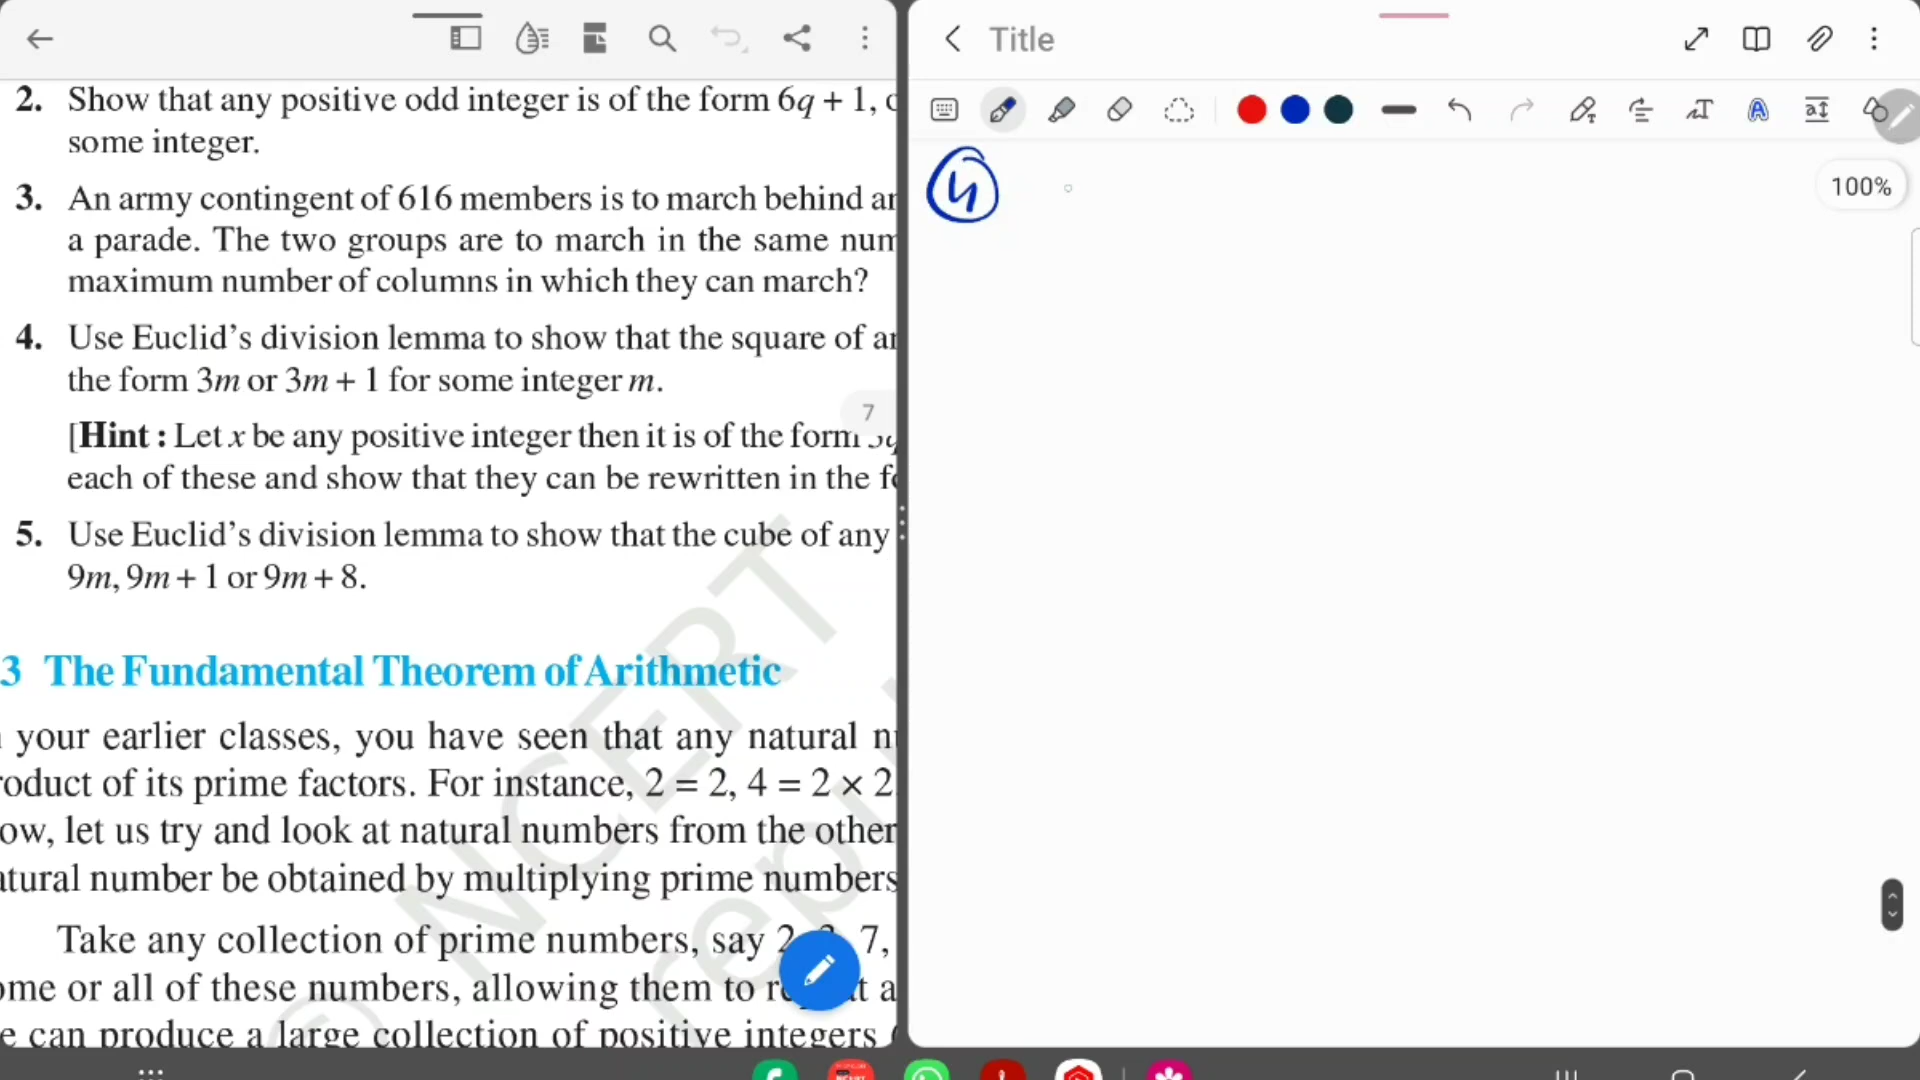 Title
2. Show that any positive odd integer is of the form 6q + 1,
some integer.
3. An army contingent of 616 members is to march behind
a parade. The two groups are to march in the same
maximum number of columns in which they can march?
4. Use Euclid's division lemma to show that the square of
the form 3m or 3m + 1 for some integer m.
7
[Hint : Let x be any positive integer then it is of the form
each of these and show that they can be rewritten in the
5. Use Euclid's division lemma to show that the cube of any
9m, 9m + 1 or 9m + 8.
3 The Fundamental Theorem of Arithmetic
your earlier classes, you have seen that any natural
roduct of its prime factors. For instance, 2 = 2, 4 = 2 × 2
ow, let us try and look at natural numbers from the other
atural number be obtained by multiplying prime numbers
Take any collection of prime numbers, say 2, 7,
ome or all of these numbers, allowing them to
e can produce a large collection of positive integers
© NCERT
rep
4
100%